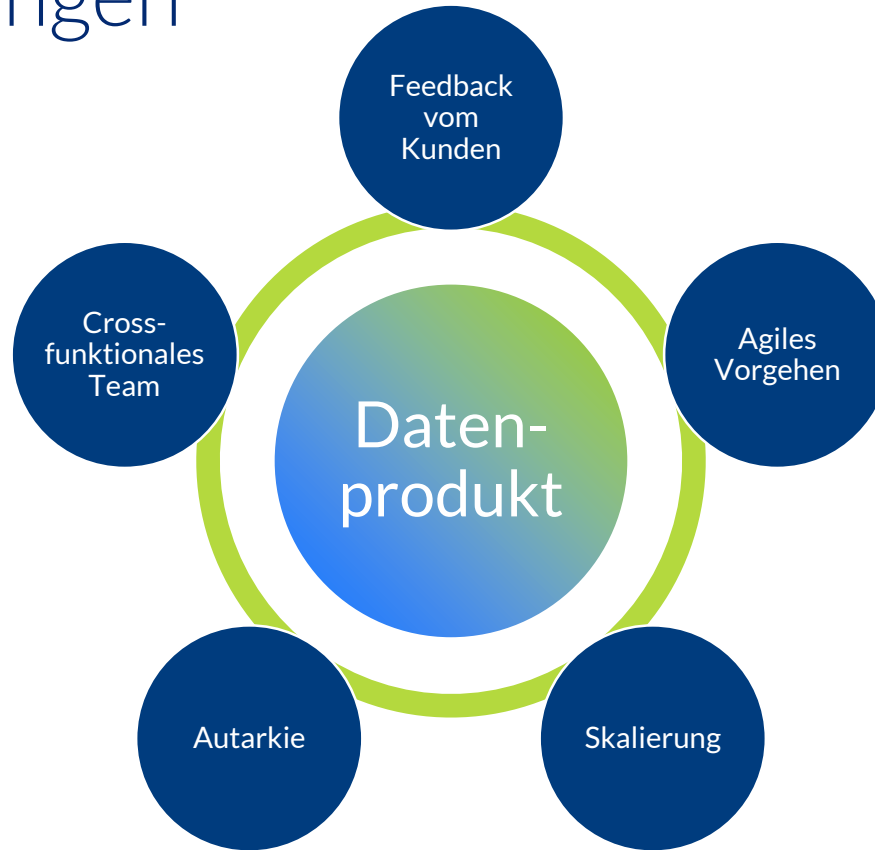 ngen
Feedback
vom
Kunden
Cross-
funktionales
Team
Agiles
Vorgehen
Daten-
produkt
Autarkie
Skalierung